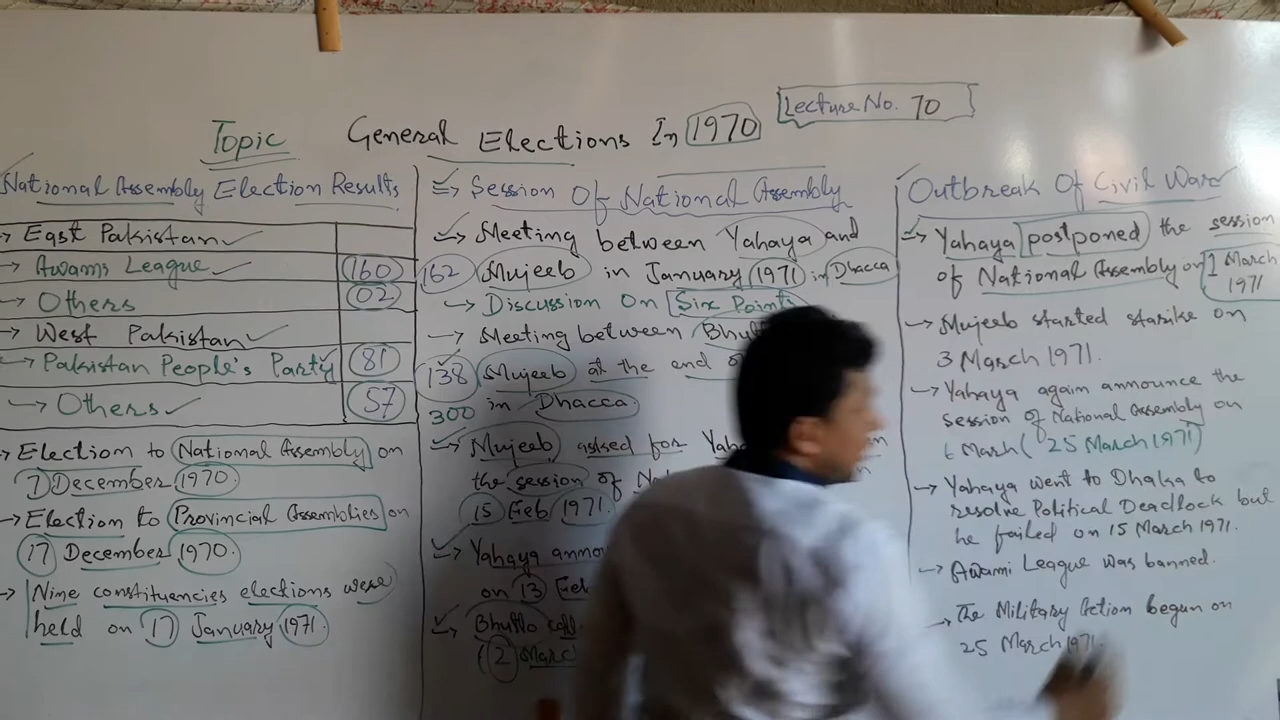 Lecture No. 70
Topic General Elections In 1970
National Assembly Election Results
→ East Pakistan
→ Awami League 160
→ Others 02
→ West Pakistan
→ Pakistan People's Party 81
→ Others 57
→ Election to National Assembly on
7 December 1970.
→ Election to Provincial Assemblies on
17 December 1970.
→ Nine constituencies elections were
held on 17 January 1971.
Session Of National Assembly
Meeting between Yahaya and
162 Mujeeb in January 1971 in Dhacca
→ Discussion On Six Points
→ Meeting between
138 Mujeeb at the end
300 in Dhacca.
Mujeeb asked for
the session of
15 Feb 1971.
Yahaya
on 13 Feb
Bhutto
(2 March
Outbreak Of Civil War
Yahaya postponed the session
of National Assembly on 1 March
1971
→ Mujeeb started strike on
3 March 1971.
→ Yahaya again announce the
session of National Assembly on
6 Marh ( 25 March 1971)
→ Yahaya went to Dhaka to
resolve Political Deadlock but
he failed on 15 March 1971.
→ Awami League was banned.
→ The Military Action begun on
25 March 1971.